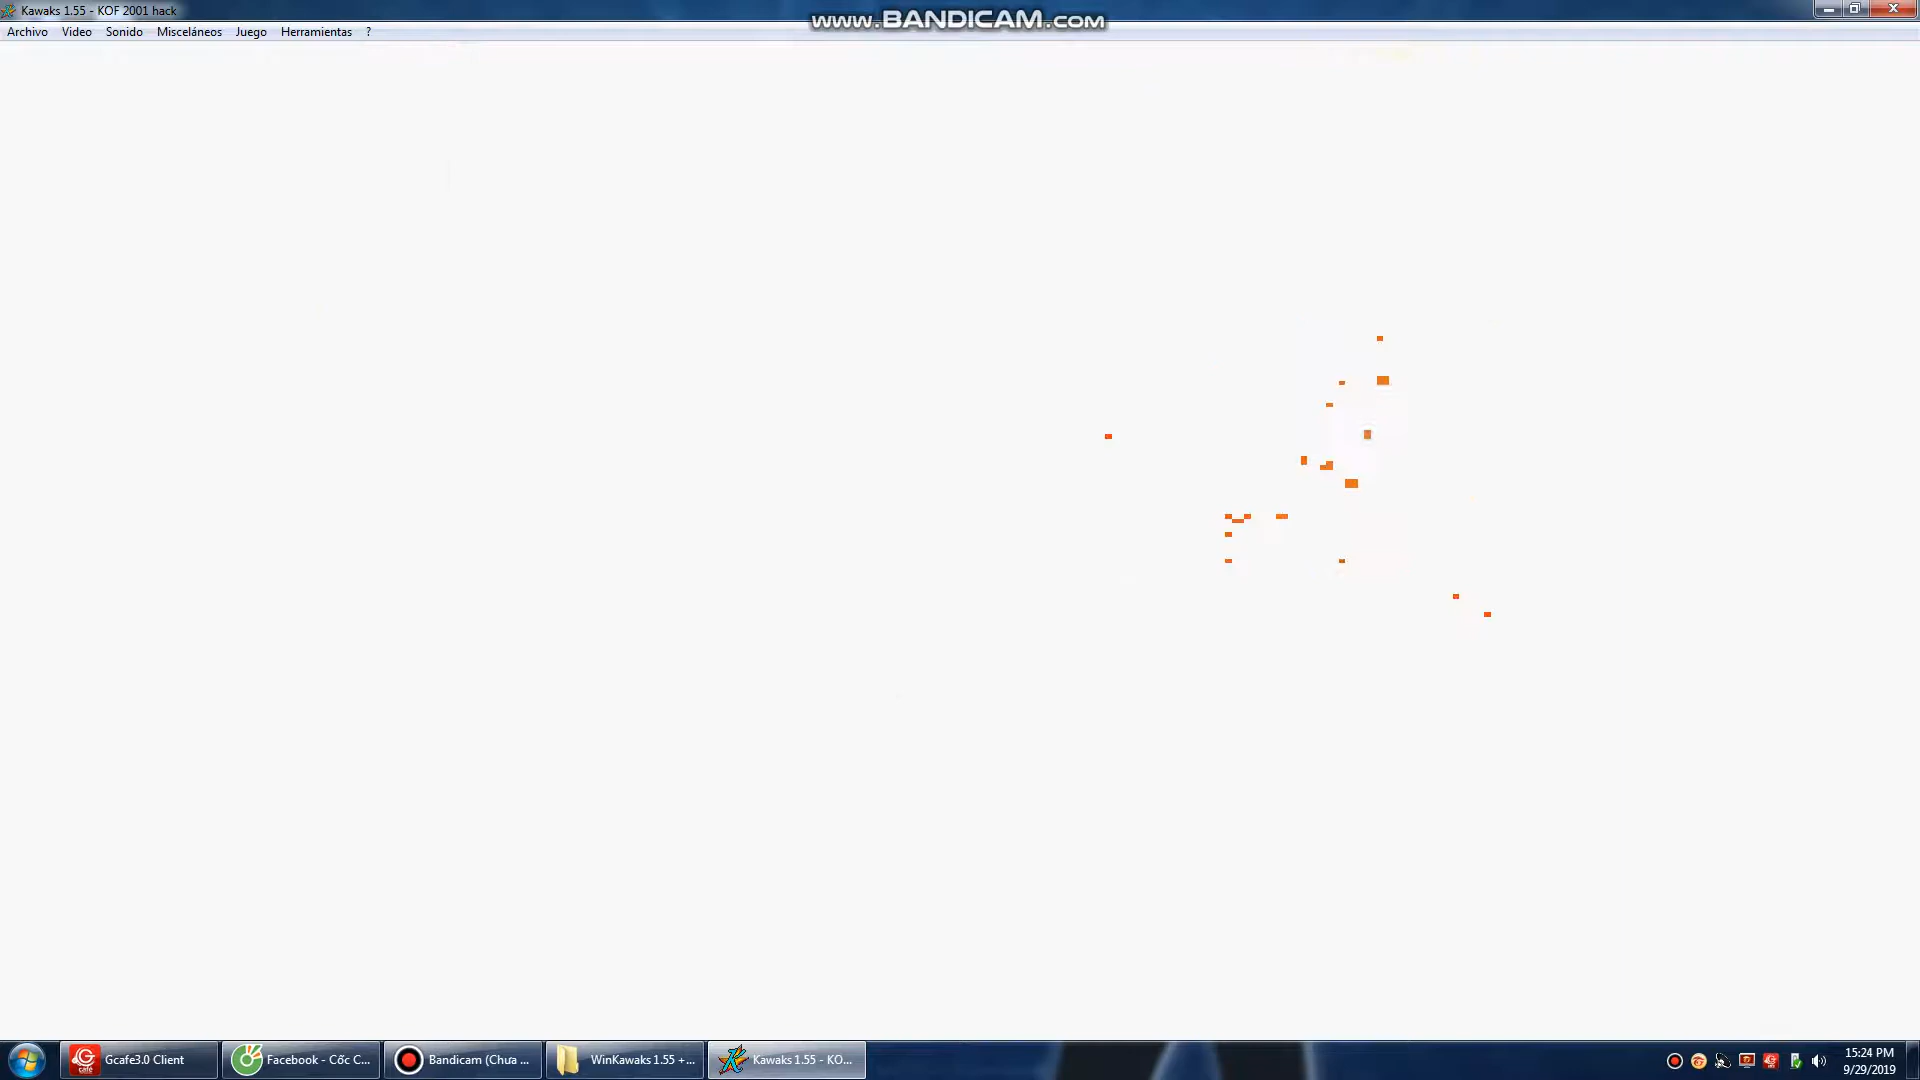 Kawaks 1.55 - KOF 2001 hack
www.BANDICAM.com
Archivo Video Sonido Misceláneos Juego Herramientas ?
Gcafe3.0 Client
Facebook - Cốc C...
Bandicam (Chưa ...
WinKawaks 1.55 +...
Kawaks 1.55 - KO...
15:24 PM
9/29/2019